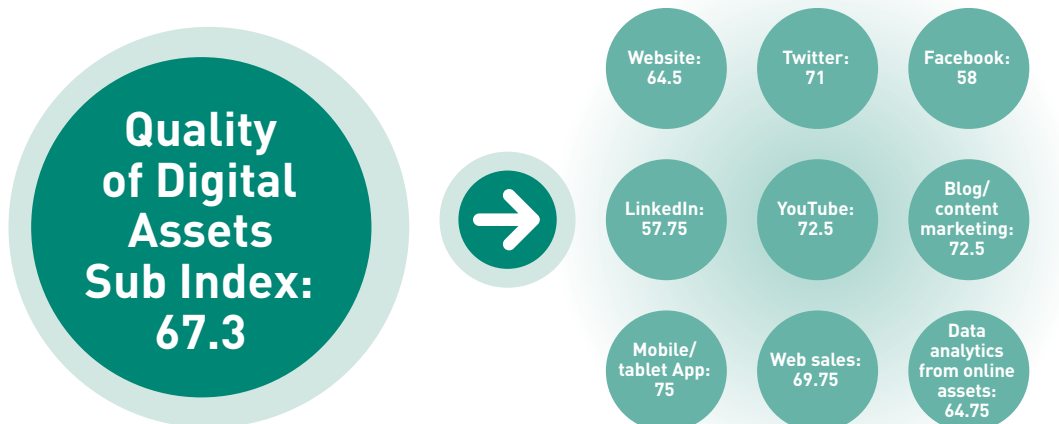 Quality
of Digital
Assets
Sub Index:
67.3
Website:
64.5
Twitter:
71
Facebook:
58
LinkedIn:
57.75
YouTube:
72.5
Blog/
content
marketing:
72.5
Mobile/
tablet App:
75
Web sales:
69.75
Data
analytics
from online
assets:
64.75